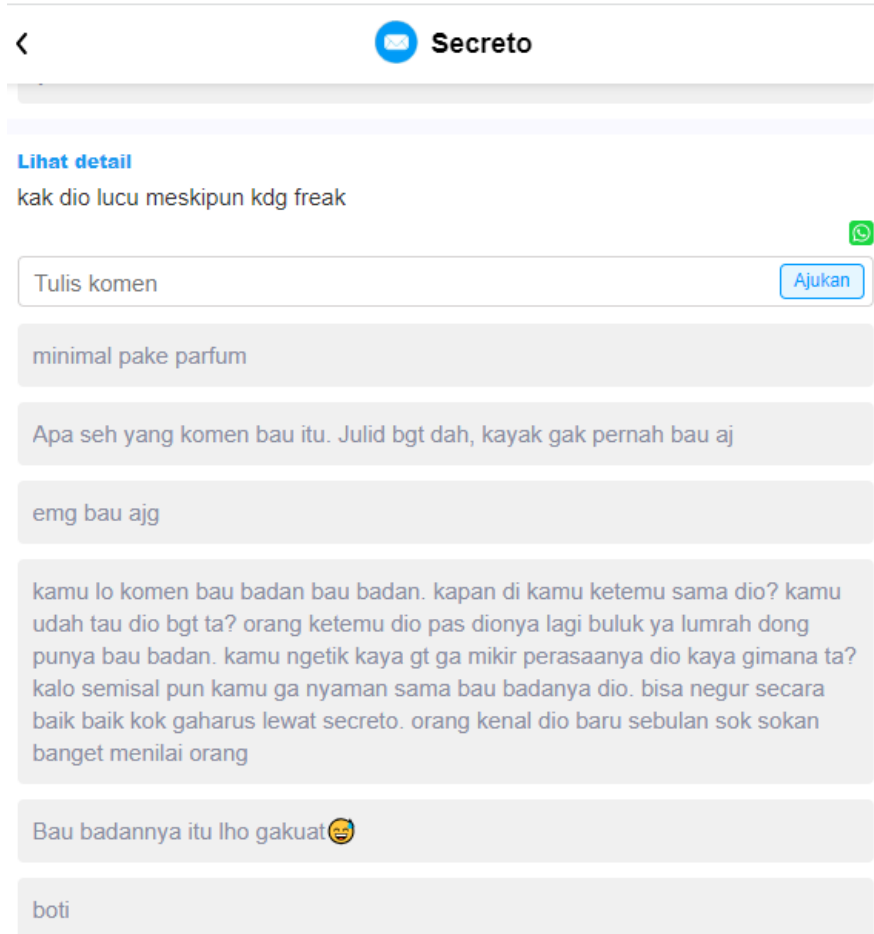 Secreto
Lihat detail
kak dio lucu meskipun kdg freak
Tulis komen
Ajukan
minimal pake parfum
Apa seh yang komen bau itu. Julid bgt dah, kayak gak pernah bau aj
emg bau ajg
kamu lo komen bau badan bau badan. kapan di kamu ketemu sama dio? kamu
udah tau dio bgt ta? orang ketemu dio pas dionya lagi buluk ya lumrah dong
punya bau badan. kamu ngetik kaya gt ga mikir perasaanya dio kaya gimana ta?
kalo semisal pun kamu ga nyaman sama bau badanya dio. bisa negur secara
baik baik kok gaharus lewat secreto. orang kenal dio baru sebulan sok sokan
banget menilai orang
Bau badannya itu lho gakuat😅
boti